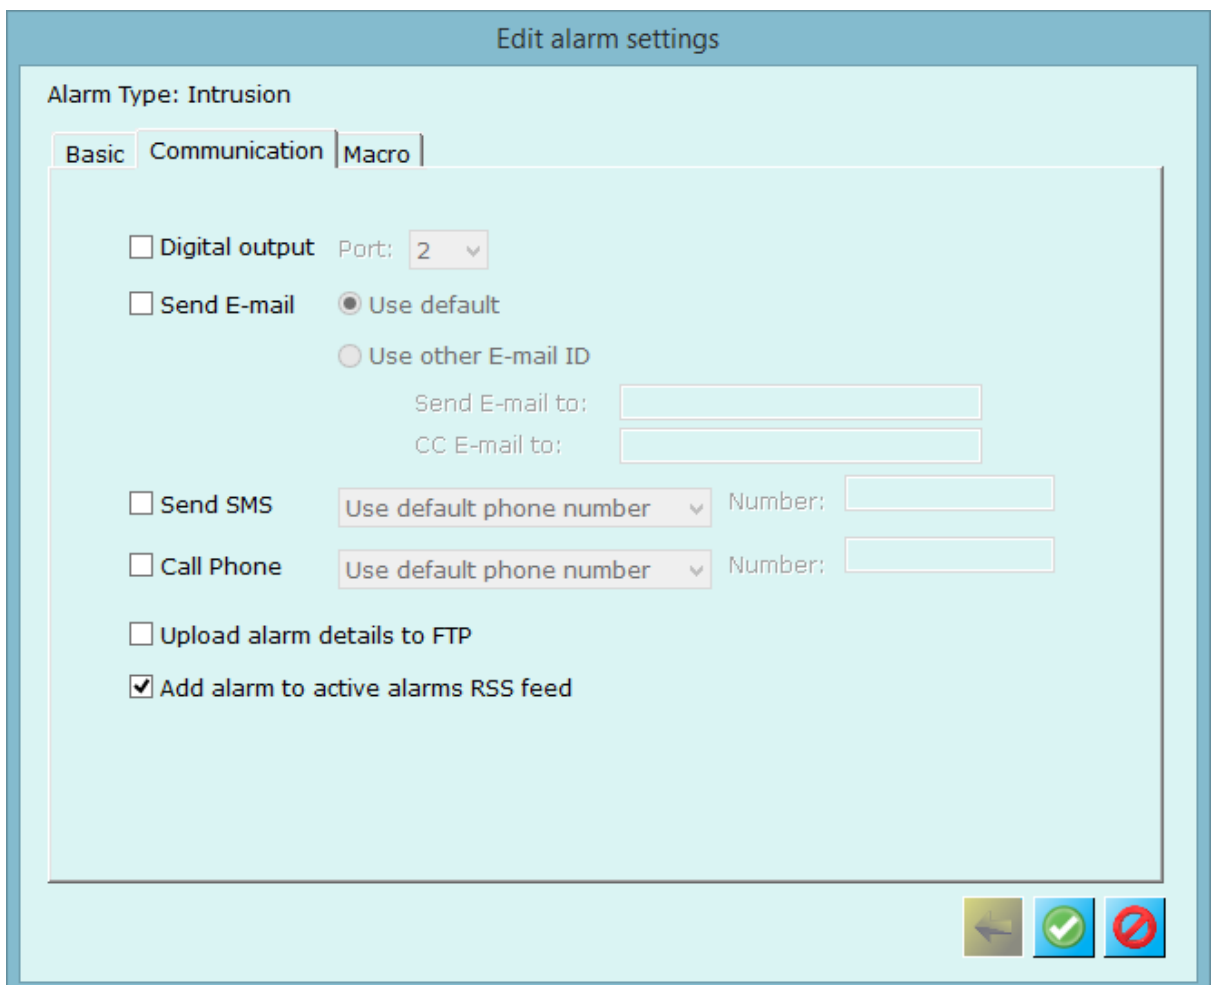 Edit alarm settings
Alarm Type: Intrusion
Basic Communication Macro
Digital output Port: 2
Send E-mail Use default
Use other E-mail ID
Send E-mail to:
CC E-mail to:
Send SMS Use default phone number Number:
Call Phone Use default phone number Number:
Upload alarm details to FTP
Add alarm to active alarms RSS feed